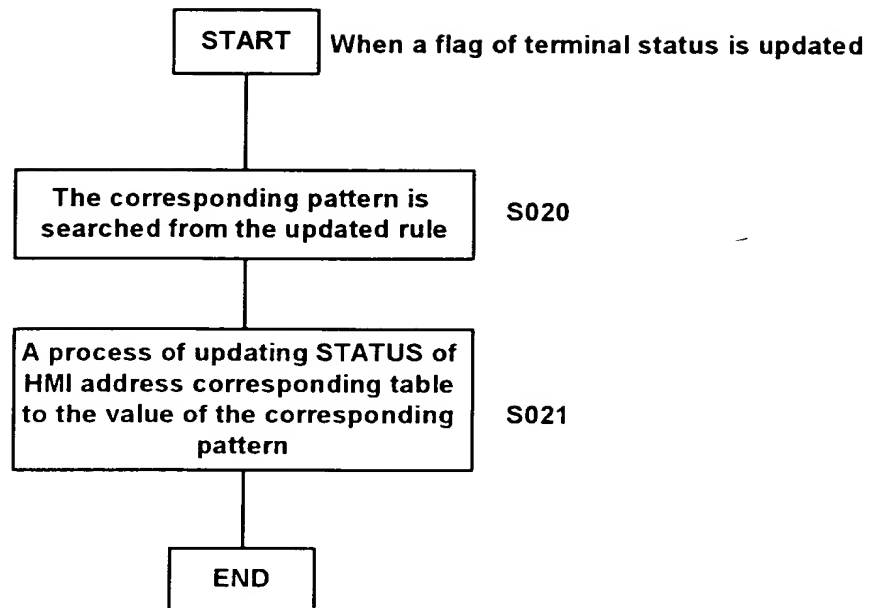 START
When a flag of terminal status is updated
The corresponding pattern is
searched from the updated rule
S020
A process of updating STATUS of
HMI address corresponding table
to the value of the corresponding
pattern
S021
END